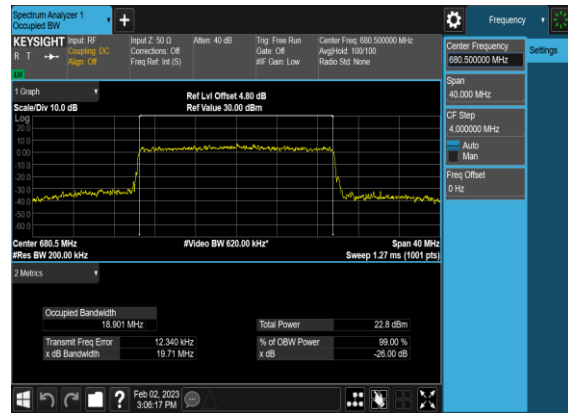 Spectrum Analyzer 1
Occupied BW
+
Frequency
KEYSIGHT
R T
LXI
Input: RF
Coupling: DC
Align: Off
Input Z: 50 Ω
Corrections: Off
Freq Ref: Int (S)
Atten: 40 dB
Trig: Free Run
Gate: Off
#IF Gain: Low
Center Freq: 680.500000 MHz
Avg|Hold: 100/100
Radio Std: None
Center Frequency
680.500000 MHz
Settings
Span
40.000 MHz
CF Step
4.000000 MHz
Auto
Man
Freq Offset
0 Hz
1 Graph
Scale/Div 10.0 dB
Ref Lvl Offset 4.80 dB
Ref Value 30.00 dBm
Log
20.0
10.0
0.00
-10.0
-20.0
-30.0
-40.0
-50.0
-60.0
Center 680.5 MHz
#Res BW 200.00 kHz
#Video BW 620.00 kHz*
Span 40 MHz
Sweep 1.27 ms (1001 pts)
2 Metrics
Occupied Bandwidth
18.901 MHz
Total Power 22.8 dBm
Transmit Freq Error 12.340 kHz
% of OBW Power 99.00 %
x dB Bandwidth 19.71 MHz
x dB -26.00 dB
?
Feb 02, 2023
3:06:17 PM